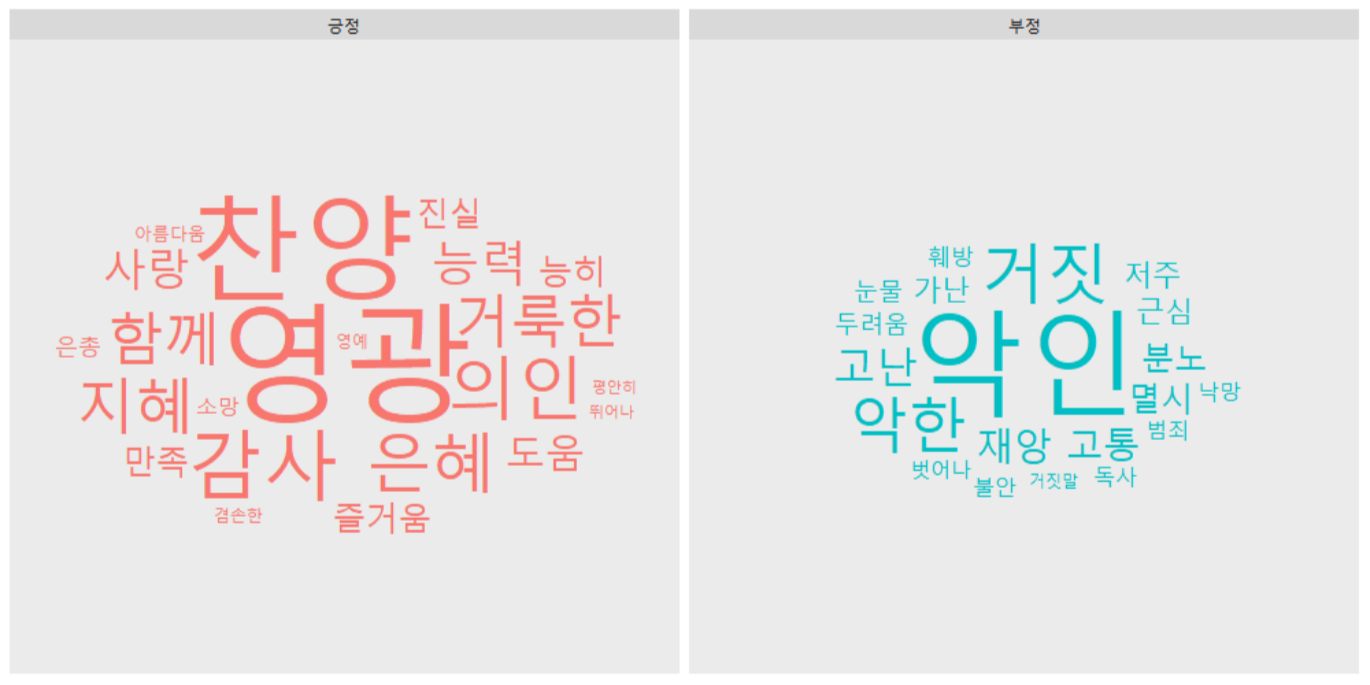 긍정
찬양
진실
아름다움
사랑
능력
능히
영광
거룩한
함께
영예
은총
의인
지혜
소망
평안히
뛰어나
감사
은혜
도움
만족
겸손한
즐거움
부정
거짓
훼방
저주
눈물
가난
근심
두려움
악인
고난
분노
멸시
낙망
악한
범죄
재앙
고통
벗어나
불안
거짓말
독사